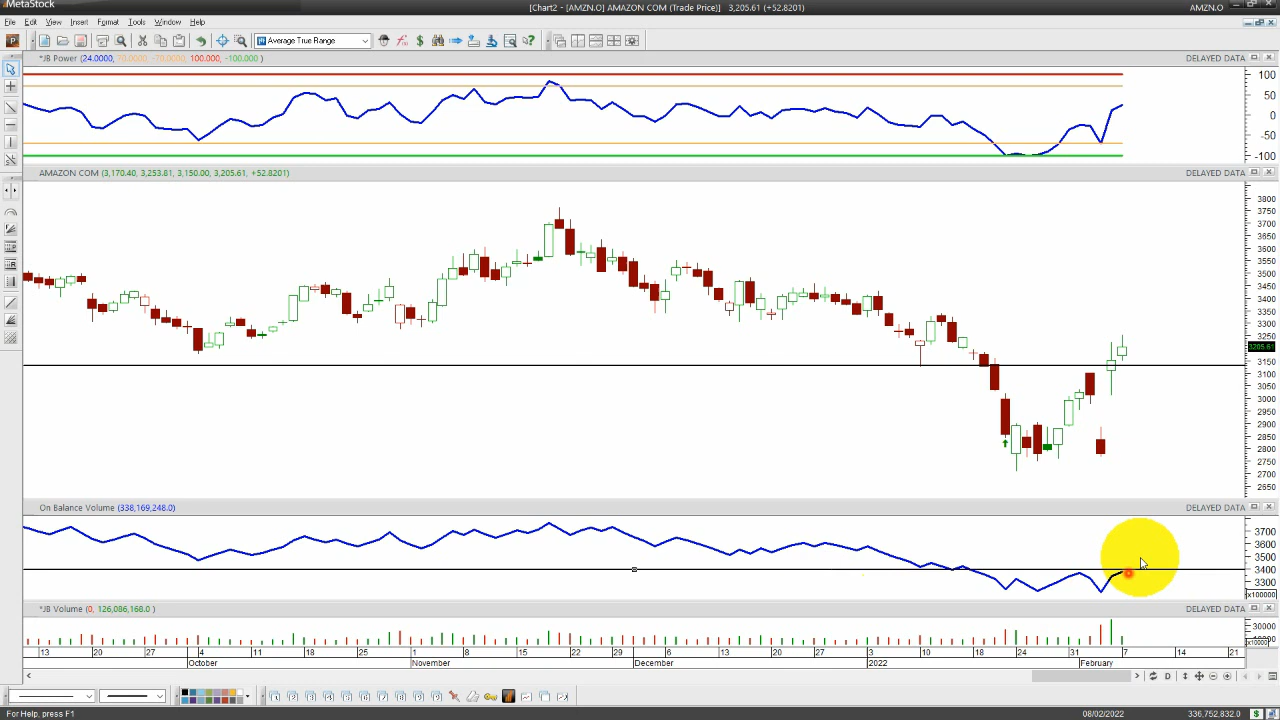 MetaStock
[Chart2 - [AMZN.O] AMAZON COM (Trade Price)] 3,205.61 (+52.8201)
AMZN.O
File Edit View Insert Format Tools Window Help
Average True Range
*JB Power (24.0000, 70.0000, -70.0000, 100.000, -100.000 )
DELAYED DATA
100
50
0
-50
-100
AMAZON COM (3,170.40, 3,253.81, 3,150.00, 3,205.61, +52.8201)
DELAYED DATA
3800
3750
3700
3650
3600
3550
3500
3450
3400
3350
3300
3250
3205.61
3150
3100
3050
3000
2950
2900
2850
2800
2750
2700
2650
On Balance Volume (338,169,248.0)
DELAYED DATA
3700
3600
3500
3400
3300
(x100000)
*JB Volume (0, 126,086,168.0 )
DELAYED DATA
30000
13 20 27 4 11 18 25 1 8 15 22 29 6 13 20 27 3 10 18 24 31 7 14 21
October November December 2022 February
D
For Help, press F1
08/02/2022
336,752,832.0